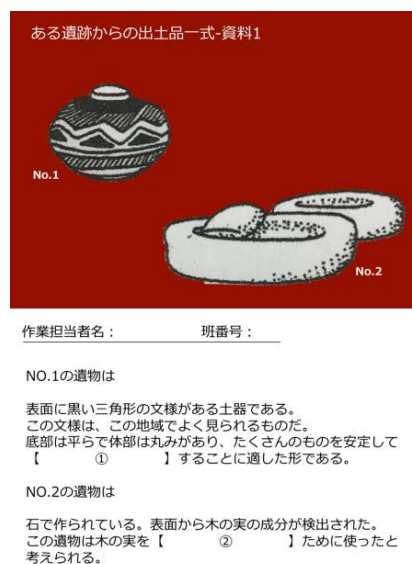 ある遺跡からの出土品一式-資料1
No.1
No.2
作業担当者名： 班番号：
NO.1の遺物は
表面に黒い三角形の文様がある土器である。
この文様は、この地域でよく見られるものだ。
底部は平らで体部は丸みがあり、たくさんのものを安定して
【 ① 】することに適した形である。
NO.2の遺物は
石で作られている。表面から木の実の成分が検出された。
この遺物は木の実を【 ② 】ために使ったと
考えられる。